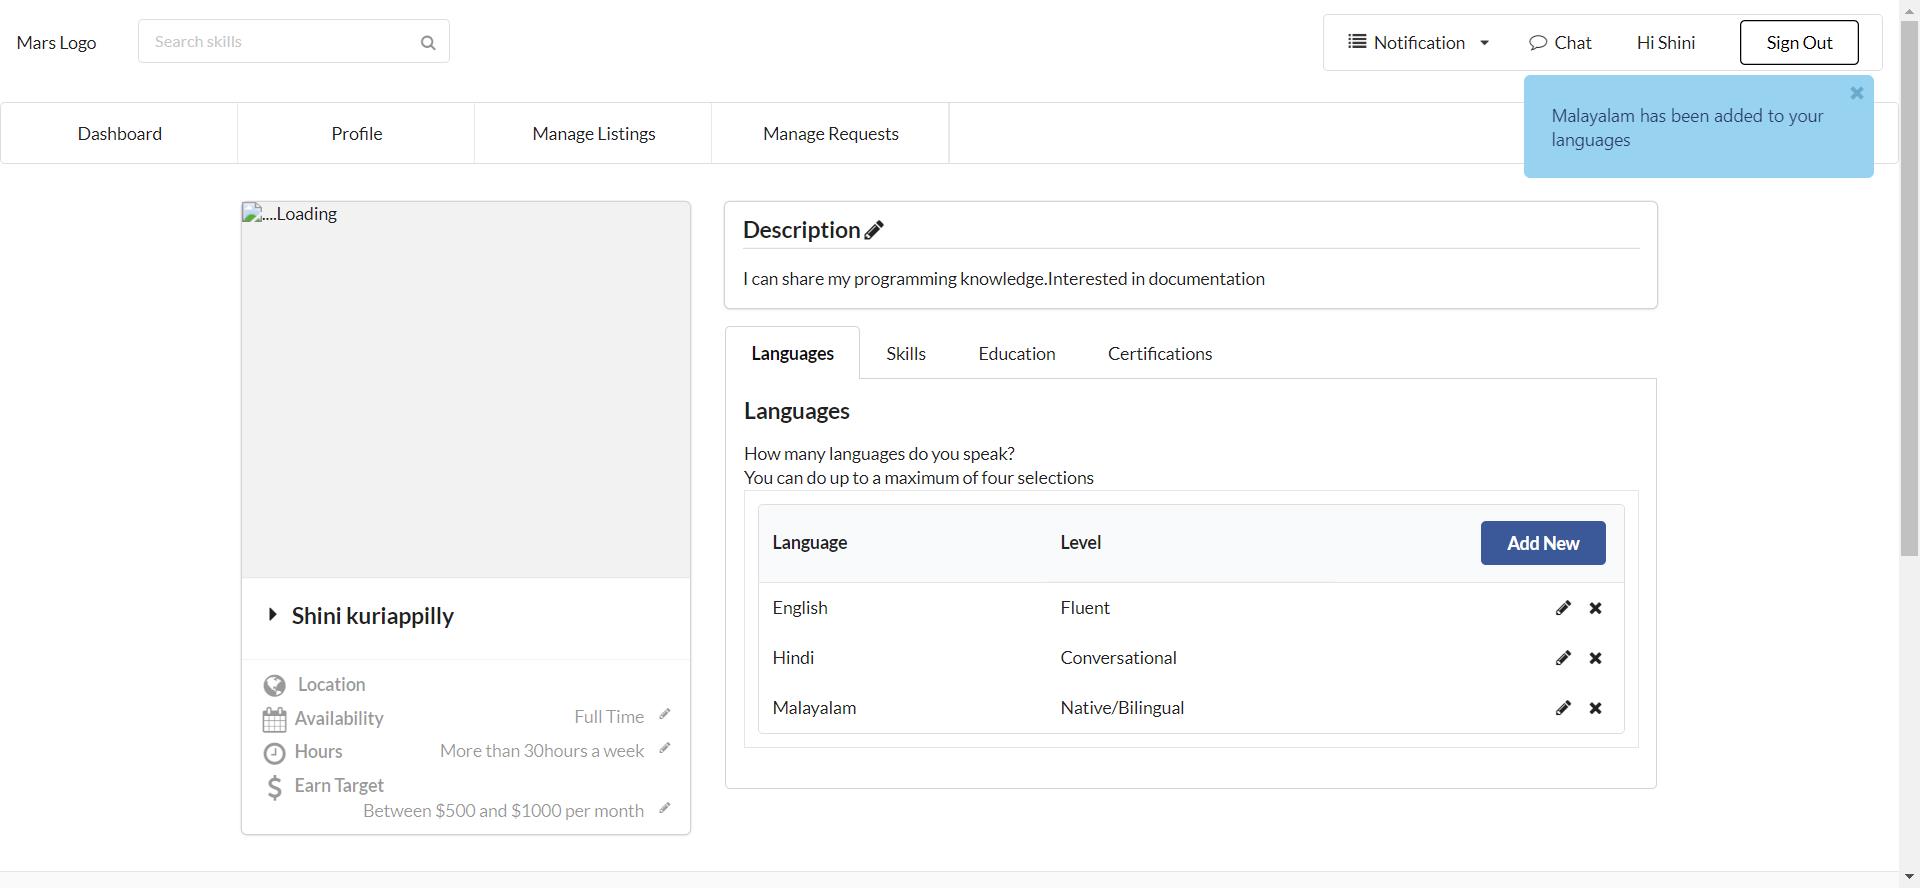 Mars Logo
Search skills
Notification
Chat
Hi Shini
Sign Out
Malayalam has been added to your
languages
Dashboard
Profile
Manage Listings
Manage Requests
....Loading
Shini kuriappilly
Location
Availability
Full Time
Hours
More than 30hours a week
Earn Target
Between $500 and $1000 per month
Description
I can share my programming knowledge.Interested in documentation
Languages
Skills
Education
Certifications
Languages
How many languages do you speak?
You can do up to a maximum of four selections
Language
Level
Add New
English
Fluent
Hindi
Conversational
Malayalam
Native/Bilingual